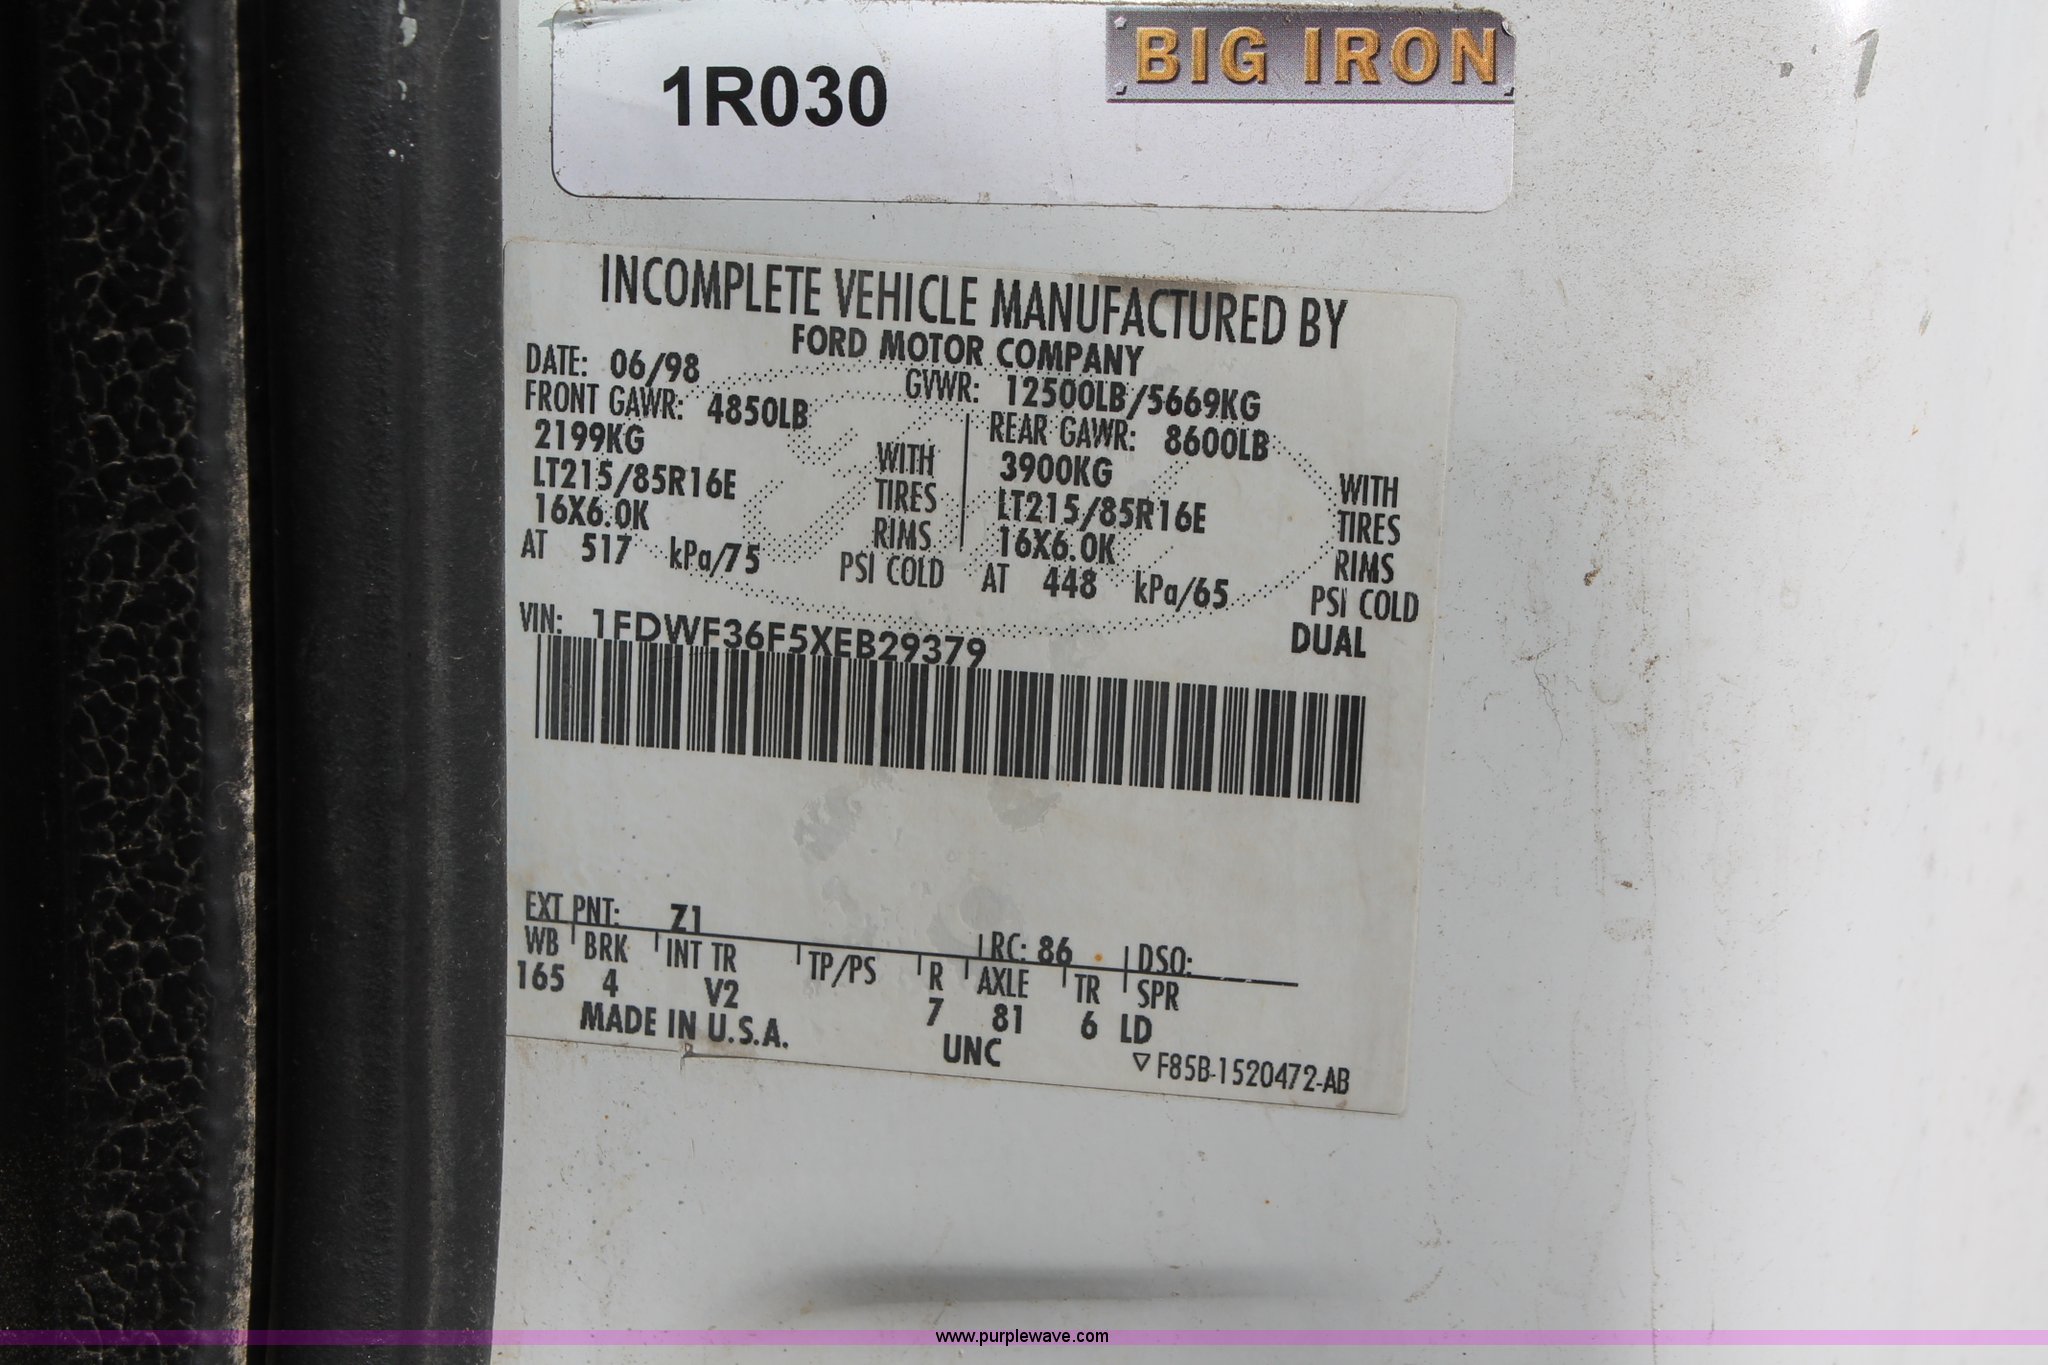 1R030
BIG IRON
INCOMPLETE VEHICLE MANUFACTURED BY
FORD MOTOR COMPANY
DATE: 06/98
GVWR: 12500LB/5669KG
FRONT GAWR: 4850LB
2199KG WITH
LT215/85R16E TIRES
16X6.0K RIMS
AT 517 kPa/75 PSI COLD
REAR GAWR: 8600LB
3900KG WITH
LT215/85R16E TIRES
16X6.0K RIMS
AT 448 kPa/65 PSI COLD
DUAL
VIN: 1FDWF36F5XEB29379
EXT PNT: Z1 RC: 86 DSO:
WB BRK INT TR TP/PS R AXLE TR SPR
165 4 V2 7 81 6 LD
MADE IN U.S.A. UNC
F85B-1520472-AB
www.purplewave.com